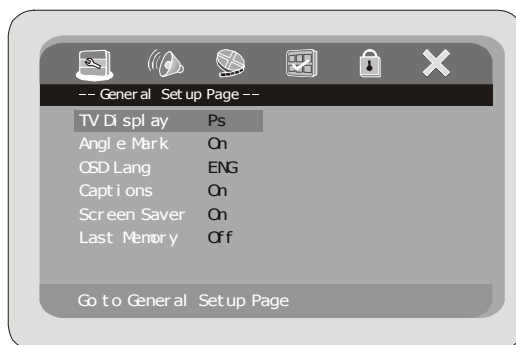 -- General Setup Page --
TV Display Ps
Angle Mark On
OSD Lang ENG
Captions On
Screen Saver On
Last Memory Off
Go to General Setup Page